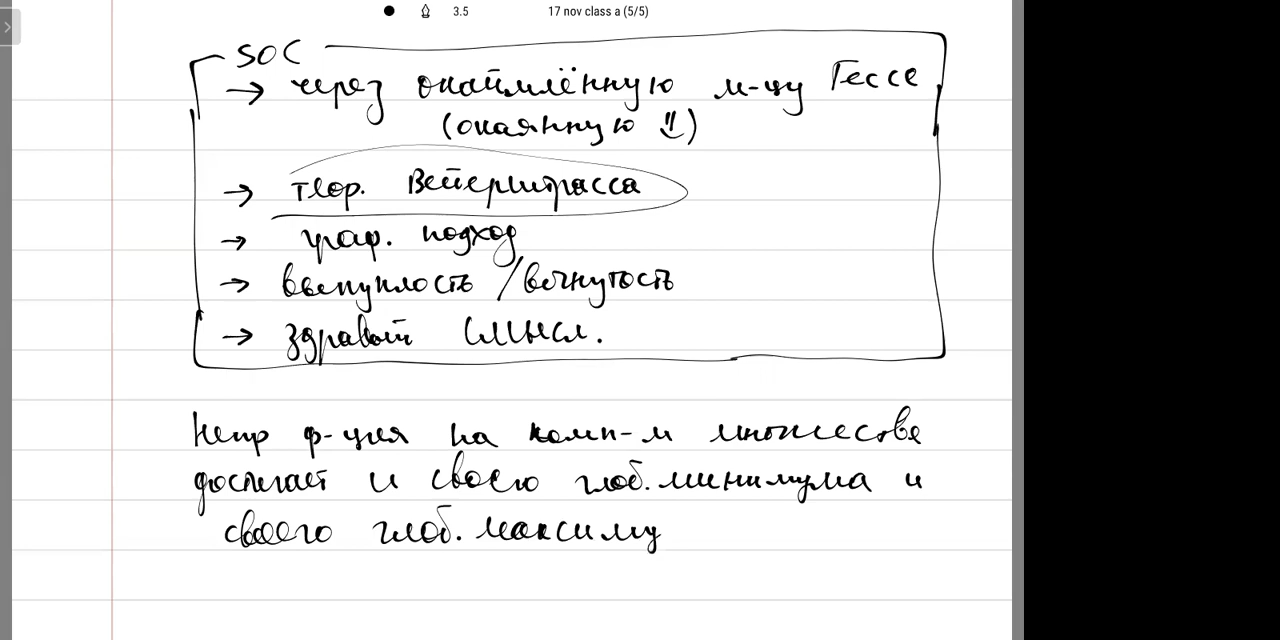 3.5 17 nov class a (5/5)
SOC
→ через окаймлённую м-цу Гессе
(окаянную !!)
→ теор. Вейерштрасса
→ граф. подход
→ выпуклость / вогнутость
→ здравый смысл.
Непр ф-ция на комп-м множестве
достигает и своего глоб. минимума и
своего глоб. максиму